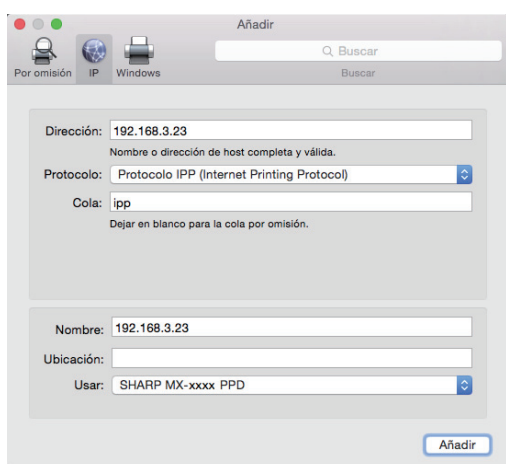 Añadir
Buscar
Por omisión IP Windows Buscar
Dirección: 192.168.3.23
Nombre o dirección de host completa y válida.
Protocolo: Protocolo IPP (Internet Printing Protocol)
Cola: ipp
Dejar en blanco para la cola por omisión.
Nombre: 192.168.3.23
Ubicación:
Usar: SHARP MX-xxxx PPD
Añadir